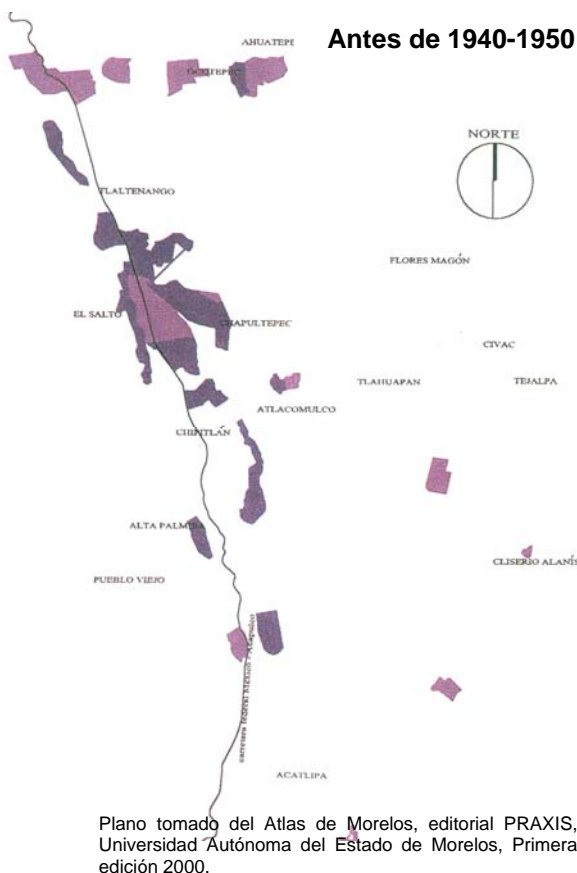 AHUATEPE
Antes de 1940-1950
OCOTEPEC
NORTE
TLALTENANGO
FLORES MAGÓN
EL SALTO
CHAPULTEPEC
CIVAC
TLAHUAPAN
TEJALPA
ATLACOMULCO
CHIPITLÁN
ALTA PALMIRA
CLISERIO ALANÍS
PUEBLO VIEJO
carretera federal México - Acapulco
ACATLIPA
Plano tomado del Atlas de Morelos, editorial PRAXIS,
Universidad Autónoma del Estado de Morelos, Primera
edición 2000.